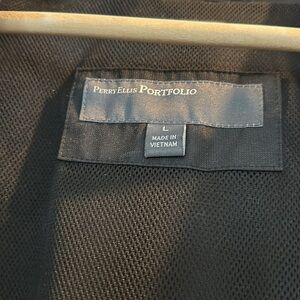 PERRY ELLIS PORTFOLIO
L
MADE IN
VIETNAM